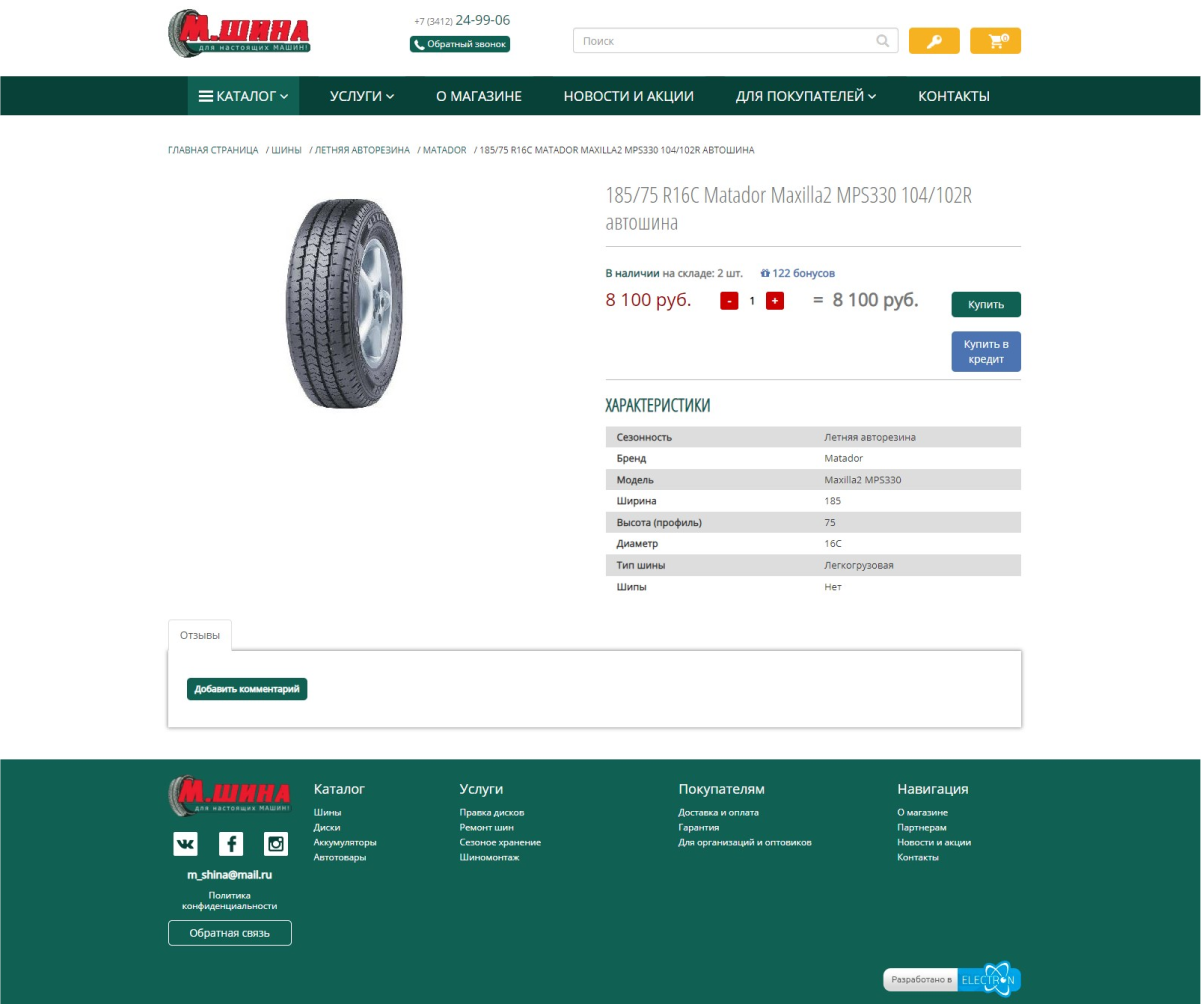 М.ШИНА
ДЛЯ НАСТОЯЩИХ МАШИН!
+7 (3412) 24-99-06
Обратный звонок
Поиск
0
КАТАЛОГ
УСЛУГИ
О МАГАЗИНЕ
НОВОСТИ И АКЦИИ
ДЛЯ ПОКУПАТЕЛЕЙ
КОНТАКТЫ
ГЛАВНАЯ СТРАНИЦА / ШИНЫ / ЛЕТНЯЯ АВТОРЕЗИНА / MATADOR / 185/75 R16C MATADOR MAXILLA2 MPS330 104/102R АВТОШИНА
185/75 R16C Matador Maxilla2 MPS330 104/102R
автошина
В наличии на складе: 2 шт. 122 бонусов
8 100 руб. - 1 + = 8 100 руб.
Купить
Купить в
кредит
ХАРАКТЕРИСТИКИ
Сезонность Летняя авторезина
Бренд Matador
Модель Maxilla2 MPS330
Ширина 185
Высота (профиль) 75
Диаметр 16C
Тип шины Легкогрузовая
Шипы Нет
Отзывы
Добавить комментарий
М.ШИНА
ДЛЯ НАСТОЯЩИХ МАШИН!
m_shina@mail.ru
Политика
конфиденциальности
Обратная связь
Каталог
Шины
Диски
Аккумуляторы
Автотовары
Услуги
Правка дисков
Ремонт шин
Сезоное хранение
Шиномонтаж
Покупателям
Доставка и оплата
Гарантия
Для организаций и оптовиков
Навигация
О магазине
Партнерам
Новости и акции
Контакты
Разработано в ELECTRON